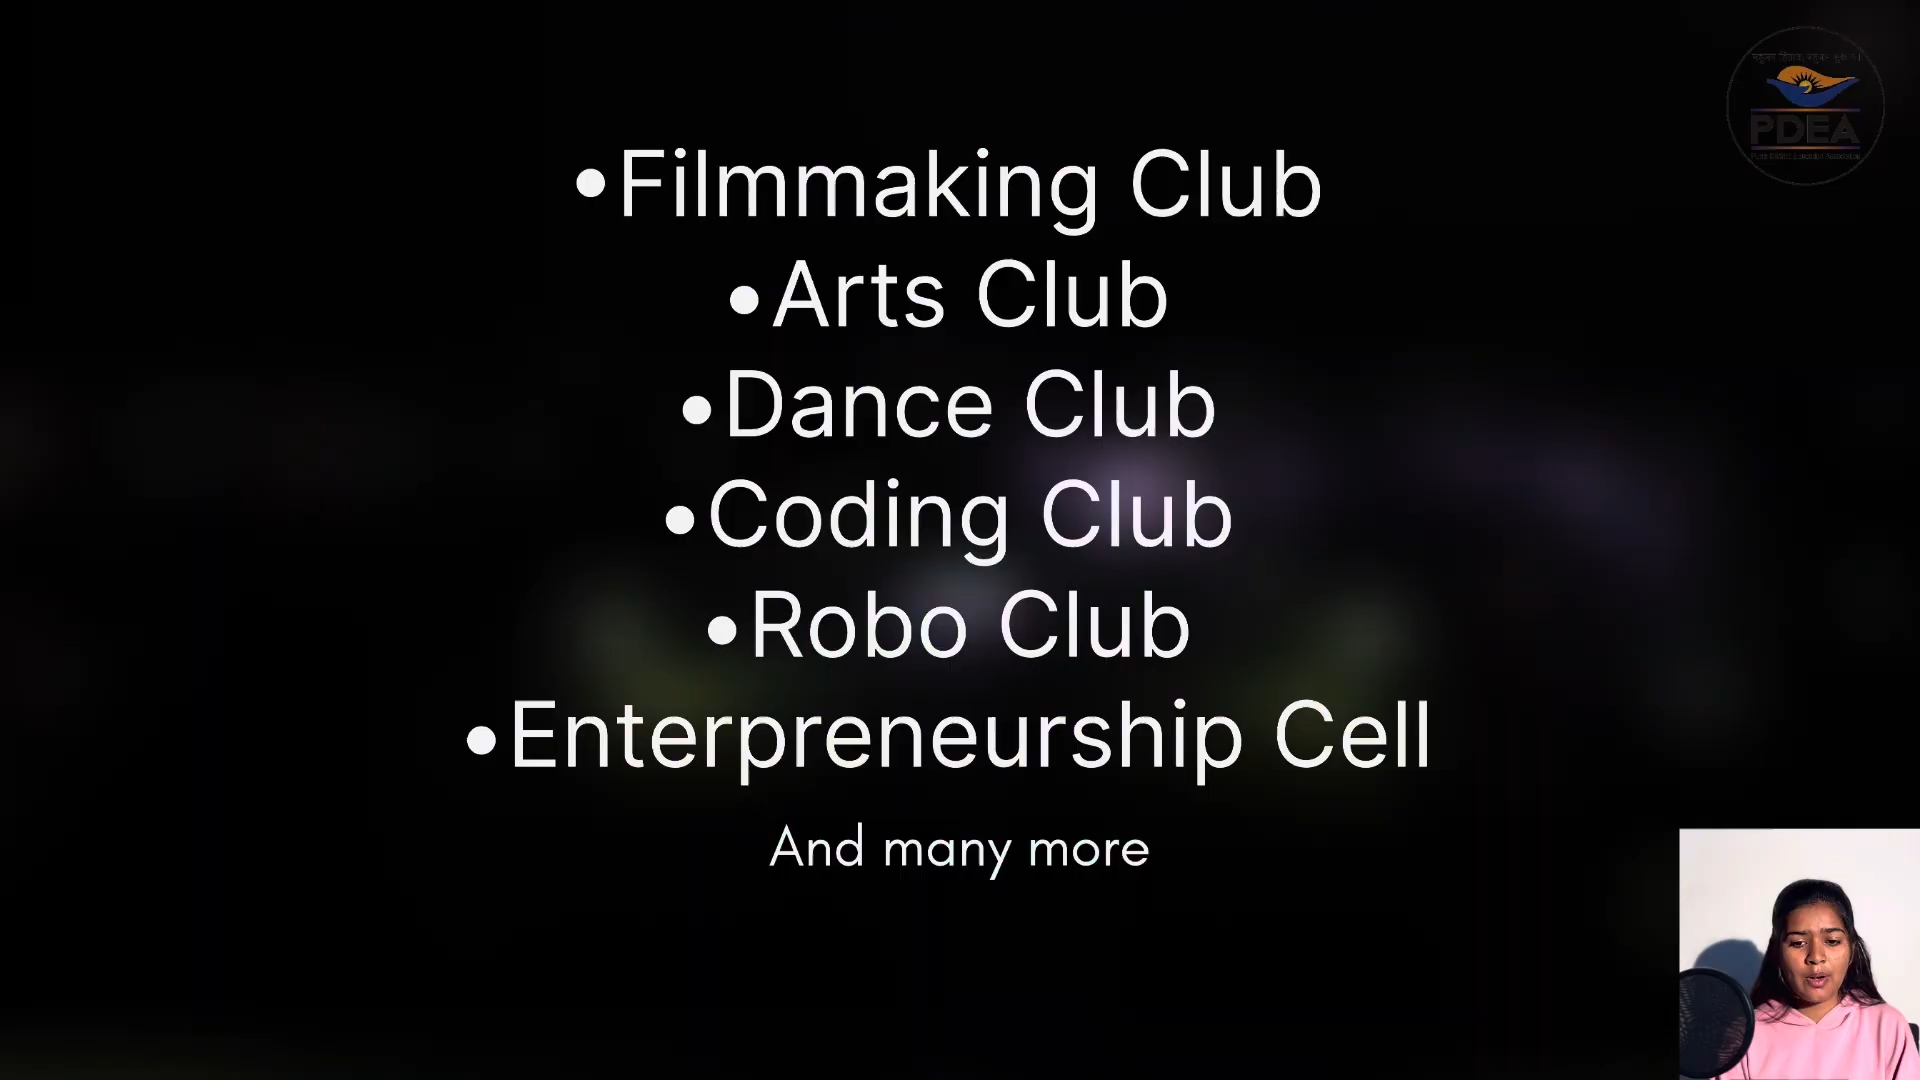 PDEA
•Filmmaking Club
•Arts Club
•Dance Club
•Coding Club
•Robo Club
•Enterpreneurship Cell
And many more